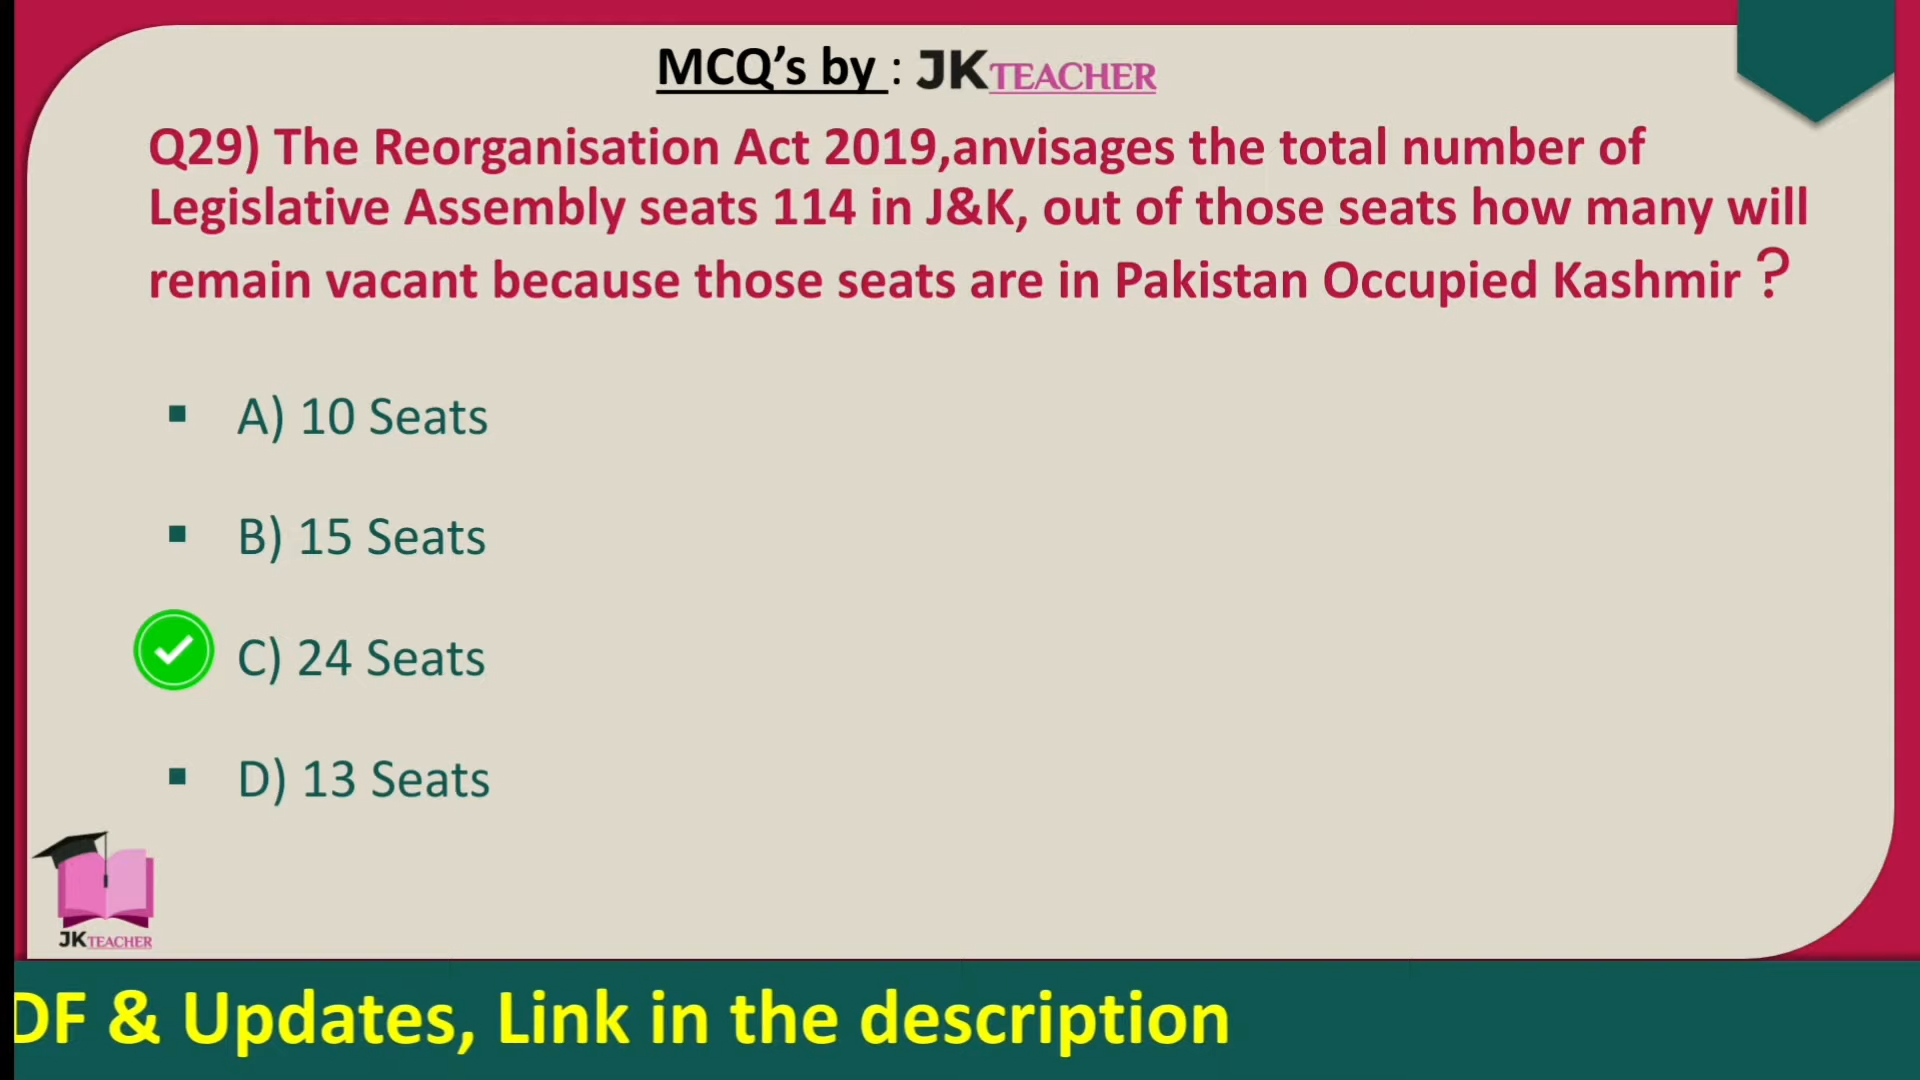 MCQ’s by : JKTEACHER
Q29) The Reorganisation Act 2019,anvisages the total number of
Legislative Assembly seats 114 in J&K, out of those seats how many will
remain vacant because those seats are in Pakistan Occupied Kashmir ?
▪ A) 10 Seats
▪ B) 15 Seats
C) 24 Seats
▪ D) 13 Seats
JKTEACHER
DF & Updates, Link in the description